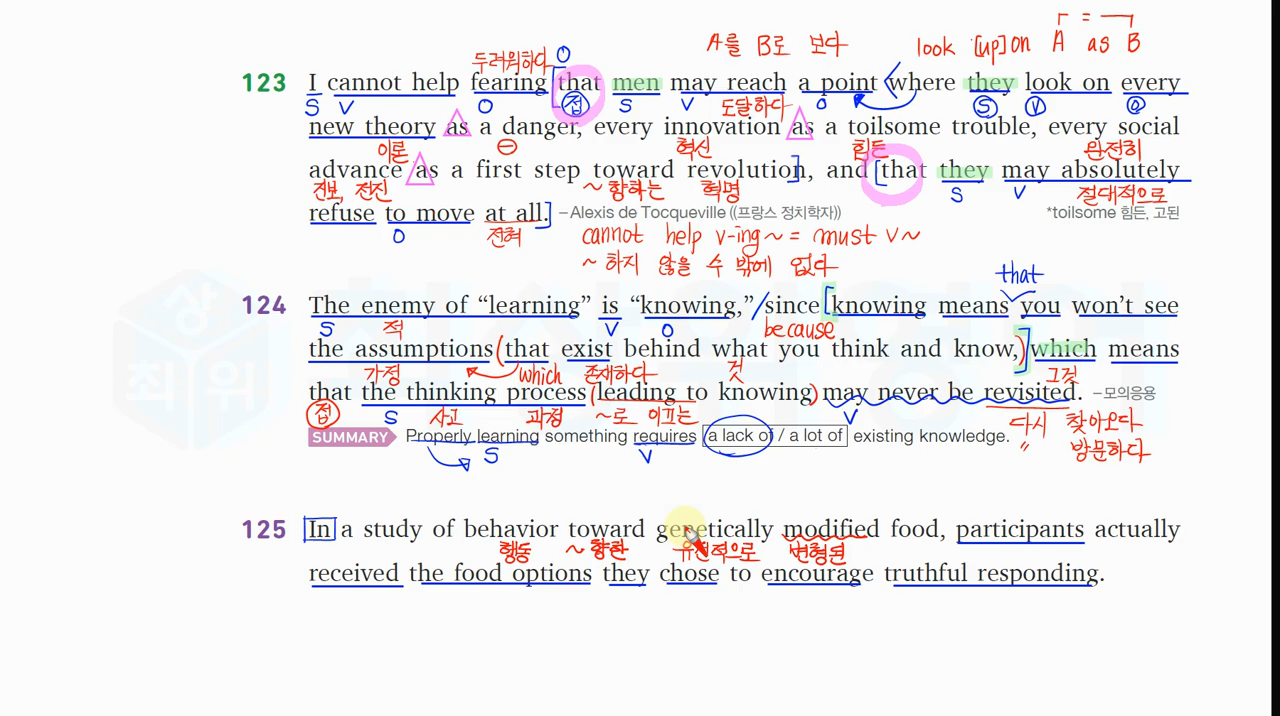 A를 B로 보다 look [up]on A as B
=
두려워하다 O
123 I cannot help fearing that men may reach a point where they look on every
S V O 접 S V 도달하다 O S V O
new theory as a danger, every innovation as a toilsome trouble, every social
이론 ⊖ 혁신 힘든 완전히
advance as a first step toward revolution, and that they may absolutely
진보, 전진 ~ 향하는 혁명 S V 절대적으로
refuse to move at all. – Alexis de Tocqueville ((프랑스 정치학자)) *toilsome 힘든, 고된
O 전혀 cannot help v-ing ~ = must v ~
~ 하지 않을 수 밖에 없다
that
124 The enemy of “learning” is “knowing,” / since knowing means you won’t see
S 적 V O because
the assumptions (that exist behind what you think and know,) which means
가정 which 존재하다 것 그것
that the thinking process (leading to knowing) may never be revisited. – 모의응용
접 S 사고 과정 ~로 이끄는 V 다시 찾아오다
SUMMARY Properly learning something requires a lack of / a lot of existing knowledge.
S V 〃 방문하다
125 In a study of behavior toward genetically modified food, participants actually
행동 ~ 향한 유전적으로 변형된
received the food options they chose to encourage truthful responding.